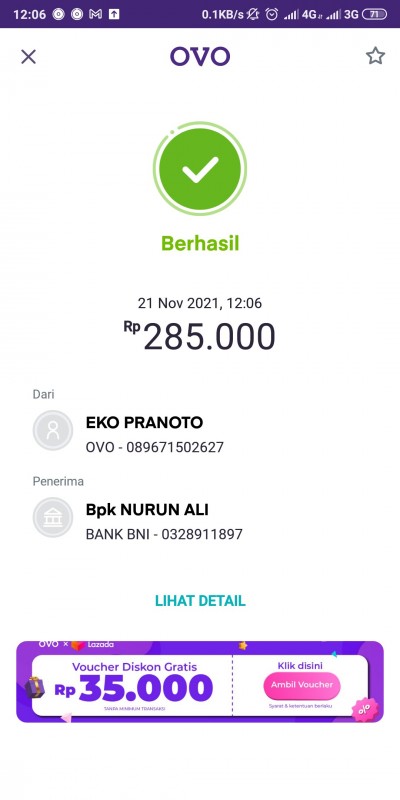 12:06 0.1KB/s 4G 3G 71
OVO
Berhasil
21 Nov 2021, 12:06
Rp285.000
Dari
EKO PRANOTO
OVO - 089671502627
Penerima
Bpk NURUN ALI
BANK BNI - 0328911897
LIHAT DETAIL
OVO × Lazada
Voucher Diskon Gratis
Rp 35.000
TANPA MINIMUM TRANSAKSI
Klik disini
Ambil Voucher
Syarat & ketentuan berlaku